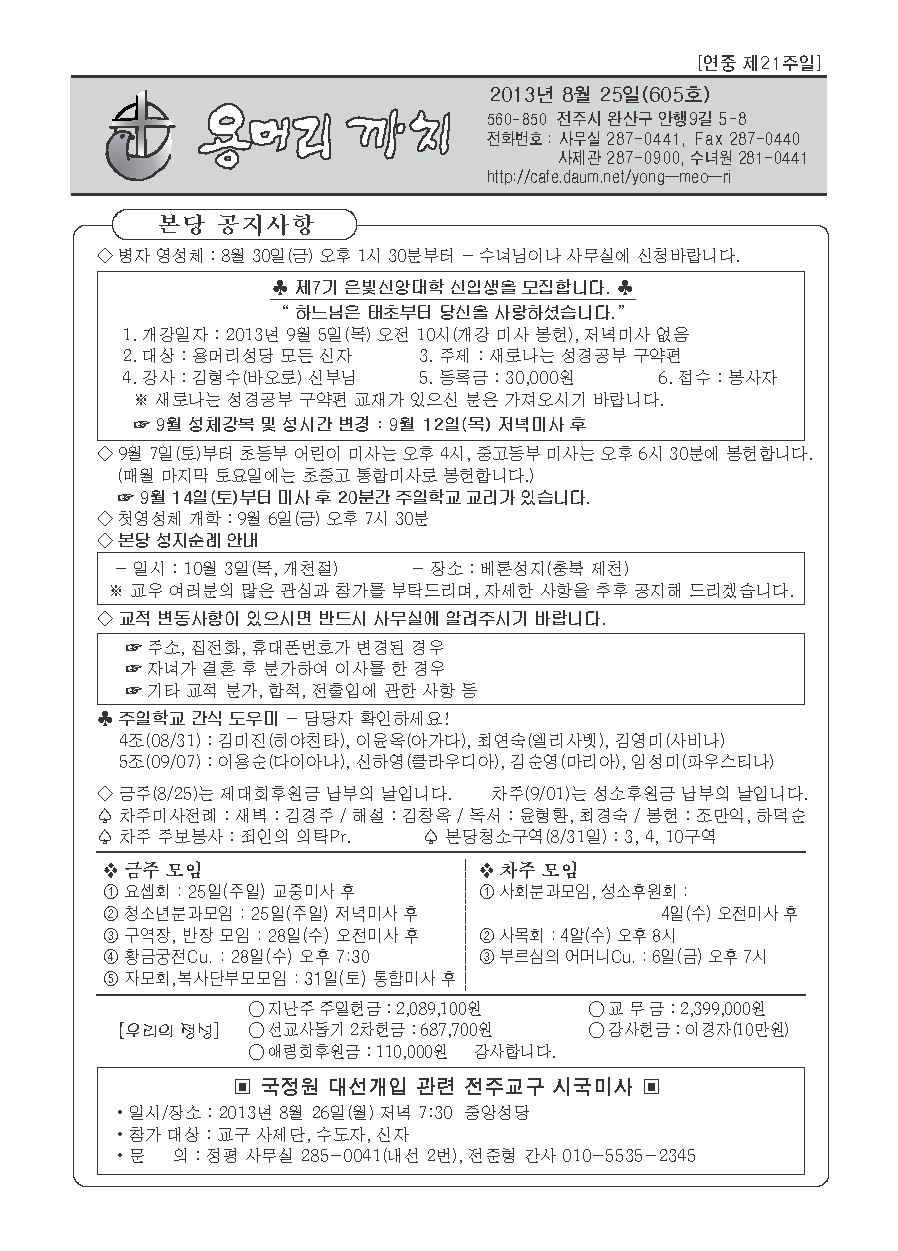 [연중 제21주일]
용머리 까치
2013년 8월 25일(605호)
560-850 전주시 완산구 안행9길 5-8
전화번호 : 사무실 287-0441, Fax 287-0440
사제관 287-0900, 수녀원 281-0441
http://cafe.daum.net/yong—meo—ri
본당 공지사항
◇ 병자 영성체 : 8월 30일(금) 오후 1시 30분부터 - 수녀님이나 사무실에 신청바랍니다.
♣ 제7기 은빛신앙대학 신입생을 모집합니다. ♣
“ 하느님은 태초부터 당신을 사랑하셨습니다.”
1. 개강일자 : 2013년 9월 5일(목) 오전 10시(개강 미사 봉헌), 저녁미사 없음
2. 대상 : 용머리성당 모든 신자 3. 주제 : 새로나는 성경공부 구약편
4. 강사 : 김형수(바오로) 신부님 5. 등록금 : 30,000원 6. 접수 : 봉사자
※ 새로나는 성경공부 구약편 교재가 있으신 분은 가져오시기 바랍니다.
☞ 9월 성체강복 및 성시간 변경 : 9월 12일(목) 저녁미사 후
◇ 9월 7일(토)부터 초등부 어린이 미사는 오후 4시, 중고등부 미사는 오후 6시 30분에 봉헌합니다.
(매월 마지막 토요일에는 초중고 통합미사로 봉헌합니다.)
☞ 9월 14일(토)부터 미사 후 20분간 주일학교 교리가 있습니다.
◇ 첫영성체 개학 : 9월 6일(금) 오후 7시 30분
◇ 본당 성지순례 안내
- 일시 : 10월 3일(목, 개천절) - 장소 : 베론성지(충북 제천)
※ 교우 여러분의 많은 관심과 참가를 부탁드리며, 자세한 사항을 추후 공지해 드리겠습니다.
◇ 교적 변동사항이 있으시면 반드시 사무실에 알려주시기 바랍니다.
☞ 주소, 집전화, 휴대폰번호가 변경된 경우
☞ 자녀가 결혼 후 분가하여 이사를 한 경우
☞ 기타 교적 분가, 합적, 전출입에 관한 사항 등
♣ 주일학교 간식 도우미 - 담당자 확인하세요!
4조(08/31) : 김미진(히야친타), 이윤옥(아가다), 최연숙(엘리사벳), 김영미(사비나)
5조(09/07) : 이용순(다이아나), 신하영(클라우디아), 김순영(마리아), 임성미(파우스티나)
◇ 금주(8/25)는 제대회후원금 납부의 날입니다. 차주(9/01)는 성소후원금 납부의 날입니다.
♤ 차주미사전례 : 새벽 : 김경주 / 해설 : 김창옥 / 독서 : 윤형환, 최경숙 / 봉헌 : 조만익, 하덕순
♤ 차주 주보봉사 : 죄인의 의탁Pr. ♤ 본당청소구역(8/31일) : 3, 4, 10구역
❖ 금주 모임
① 요셉회 : 25일(주일) 교중미사 후
② 청소년분과모임 : 25일(주일) 저녁미사 후
③ 구역장, 반장 모임 : 28일(수) 오전미사 후
④ 황금궁전Cu. : 28일(수) 오후 7:30
⑤ 자모회,복사단부모모임 : 31일(토) 통합미사 후
❖ 차주 모임
① 사회분과모임, 성소후원회 :
4일(수) 오전미사 후
② 사목회 : 4알(수) 오후 8시
③ 부르심의 어머니Cu. : 6일(금) 오후 7시
[우리의 정성]
○ 지난주 주일헌금 : 2,089,100원 ○ 교 무 금 : 2,399,000원
○ 선교사돕기 2차헌금 : 687,700원 ○ 감사헌금 : 이경자(10만원)
○ 애령회후원금 : 110,000원 감사합니다.
▣ 국정원 대선개입 관련 전주교구 시국미사 ▣
• 일시/장소 : 2013년 8월 26일(월) 저녁 7:30 중앙성당
• 참가 대상 : 교구 사제단, 수도자, 신자
• 문 의 : 정평 사무실 285-0041(내선 2번), 전준형 간사 010-5535-2345